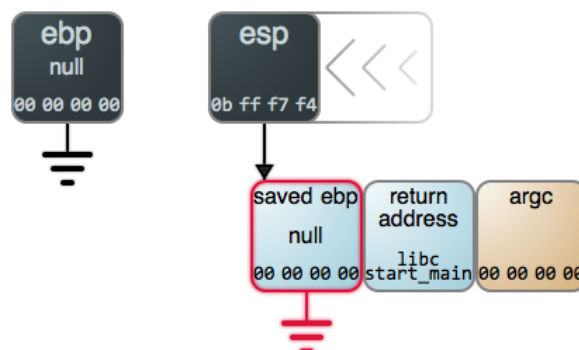 ebp
null
00 00 00 00
esp
0b ff f7 f4
saved ebp
null
00 00 00 00
return
address
libc
start_main
argc
00 00 00 00